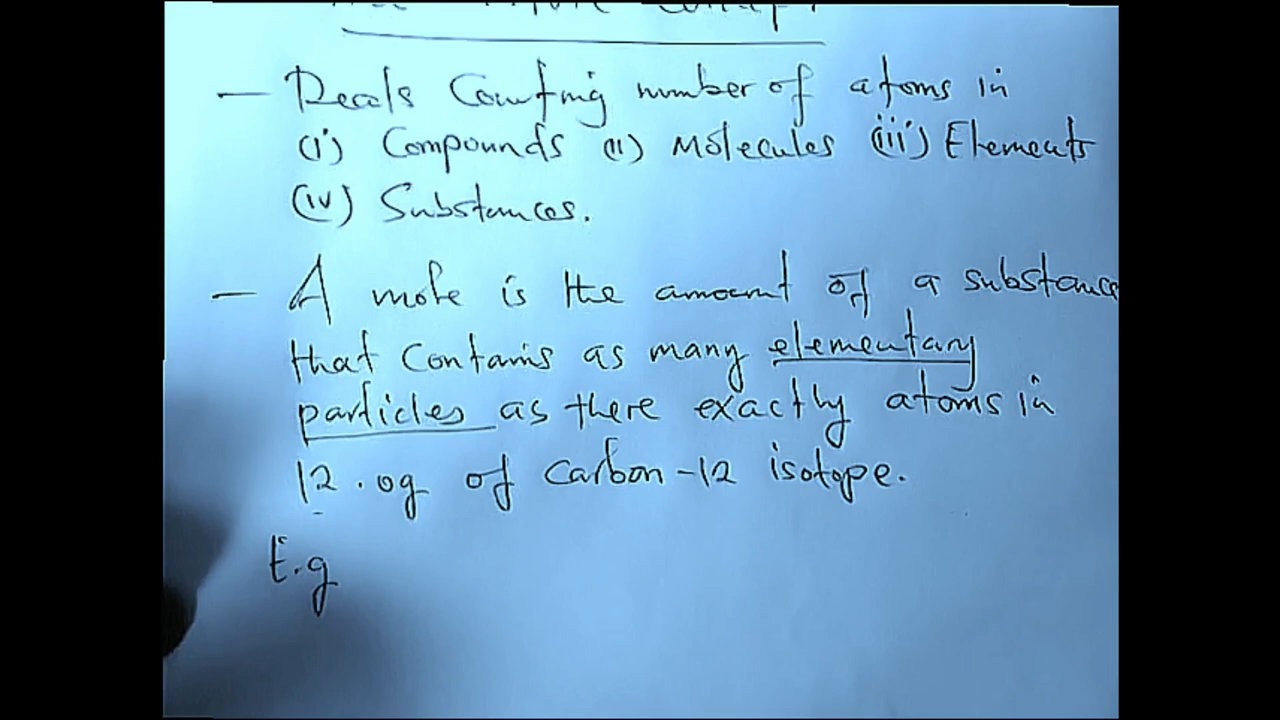 Concept
- Deals Counting number of atoms in
(i) Compounds (ii) Molecules (iii) Elements
(iv) Substances.
- A mole is the amount of a substance
that contains as many elementary
particles as there exactly atoms in
12.0g of carbon-12 isotope.
E.g